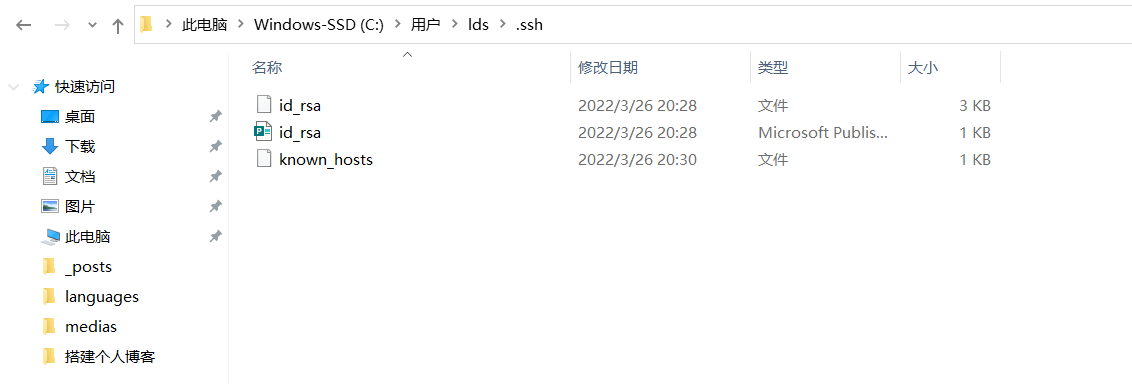 此电脑 Windows-SSD (C:) 用户 lds .ssh
名称 修改日期 类型 大小
快速访问
桌面
下载
文档
图片
此电脑
_posts
languages
medias
搭建个人博客
id_rsa 2022/3/26 20:28 文件 3 KB
id_rsa 2022/3/26 20:28 Microsoft Publis... 1 KB
known_hosts 2022/3/26 20:30 文件 1 KB